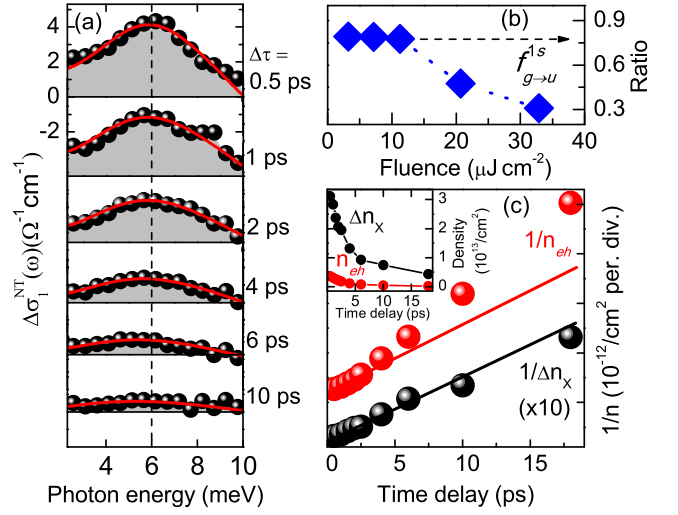 (a)
Δτ =
0.5 ps
1 ps
2 ps
4 ps
6 ps
10 ps
4
2
0
-2
Δσ₁ᴺᵀ(ω)(Ω⁻¹cm⁻¹)
4 6 8 10
Photon energy (meV)
(b)
f¹ˢg→u
0.9
0.6
0.3
Ratio
0 10 20 30 40
Fluence (μJ cm⁻²)
(c)
Δnₓ
nₑₕ
3
2
1
0
Density
(10¹³/cm²)
5 10 15
Time delay (ps)
1/nₑₕ
1/Δnₓ
(x10)
1/n (10⁻¹²/cm² per. div.)
0 5 10 15
Time delay (ps)